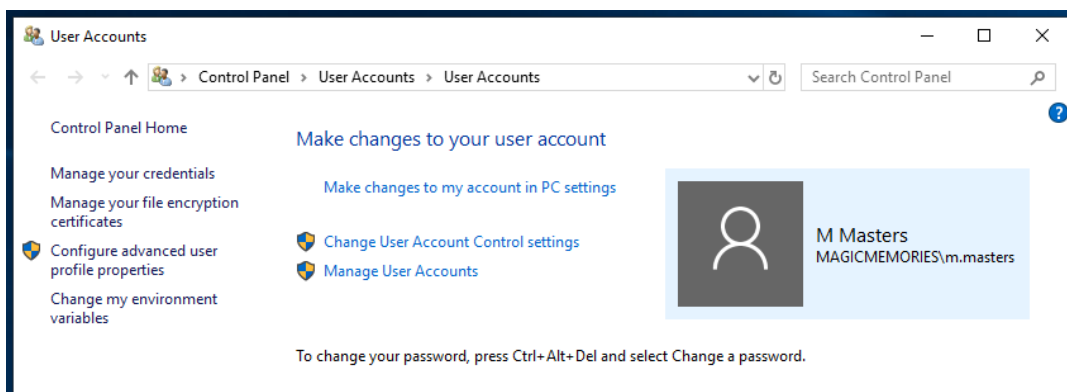 User Accounts
Control Panel > User Accounts > User Accounts
Search Control Panel
?
Control Panel Home
Manage your credentials
Manage your file encryption
certificates
Configure advanced user
profile properties
Change my environment
variables
Make changes to your user account
Make changes to my account in PC settings
Change User Account Control settings
Manage User Accounts
M Masters
MAGICMEMORIES\m.masters
To change your password, press Ctrl+Alt+Del and select Change a password.